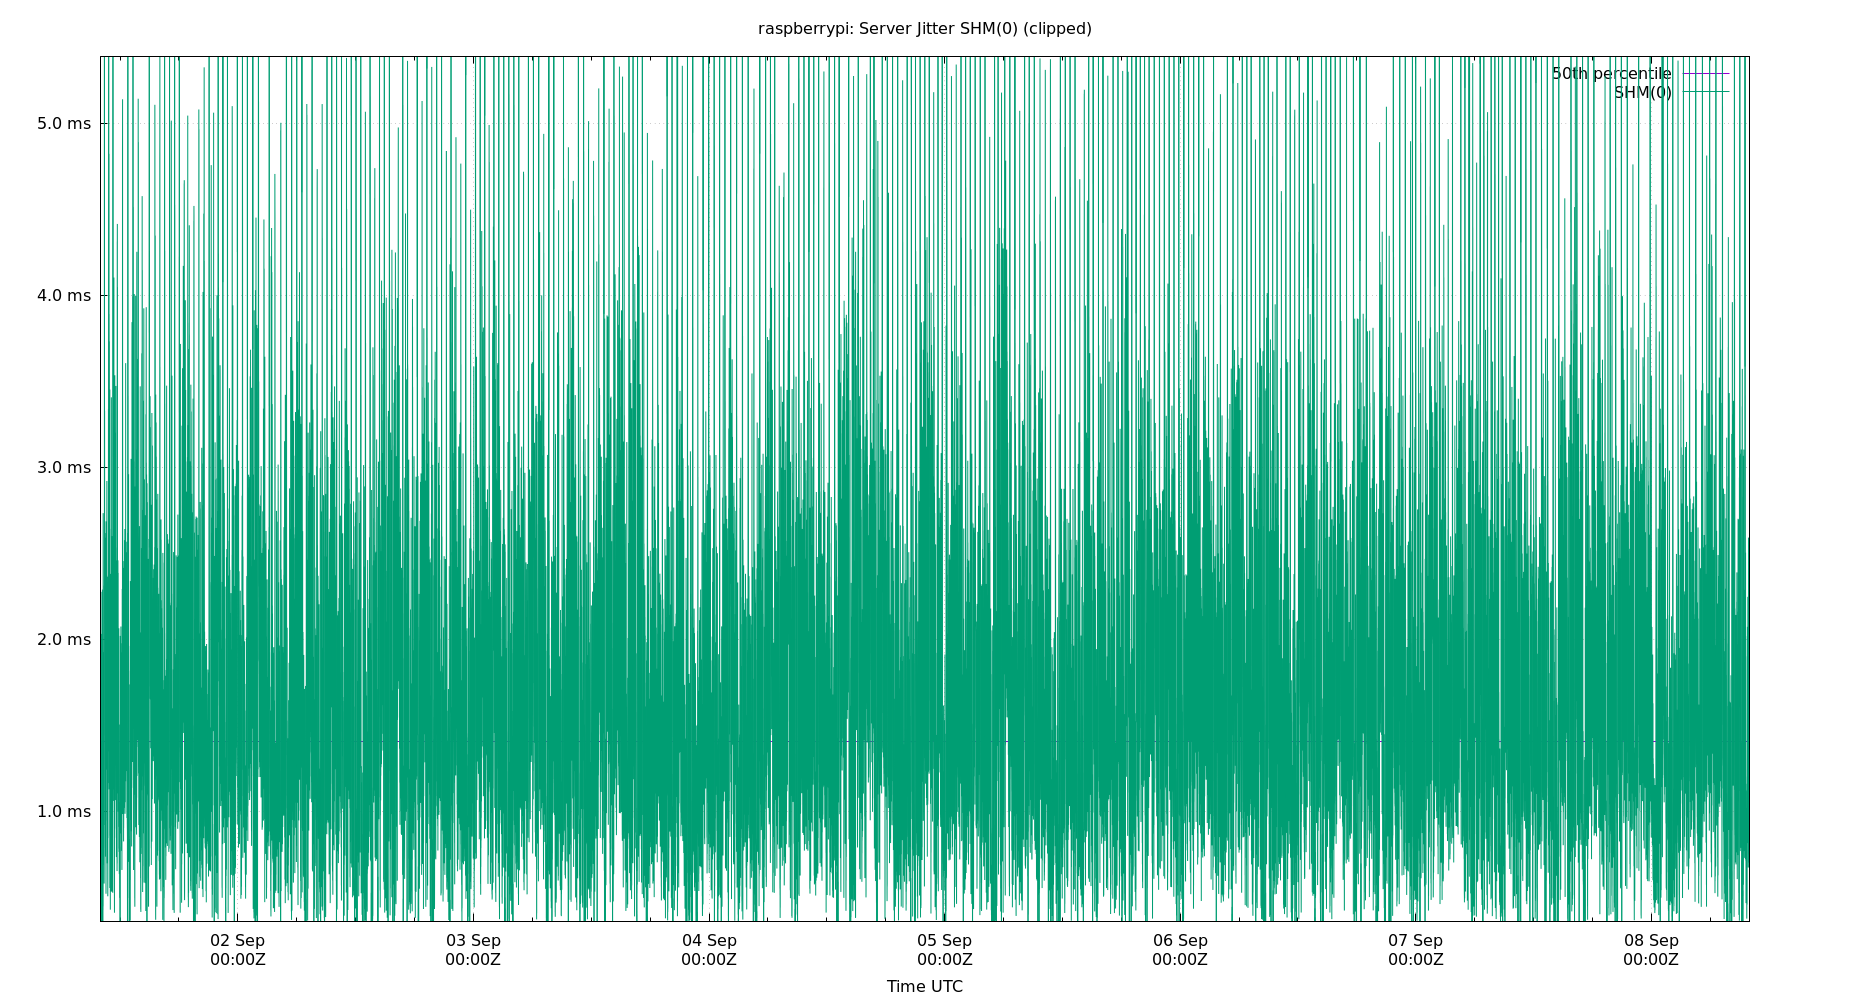 raspberrypi: Server Jitter SHM(0) (clipped)
50th percentile
SHM(0)
5.0 ms
4.0 ms
3.0 ms
2.0 ms
1.0 ms
02 Sep 03 Sep 04 Sep 05 Sep 06 Sep 07 Sep 08 Sep
00:00Z 00:00Z 00:00Z 00:00Z 00:00Z 00:00Z 00:00Z
Time UTC